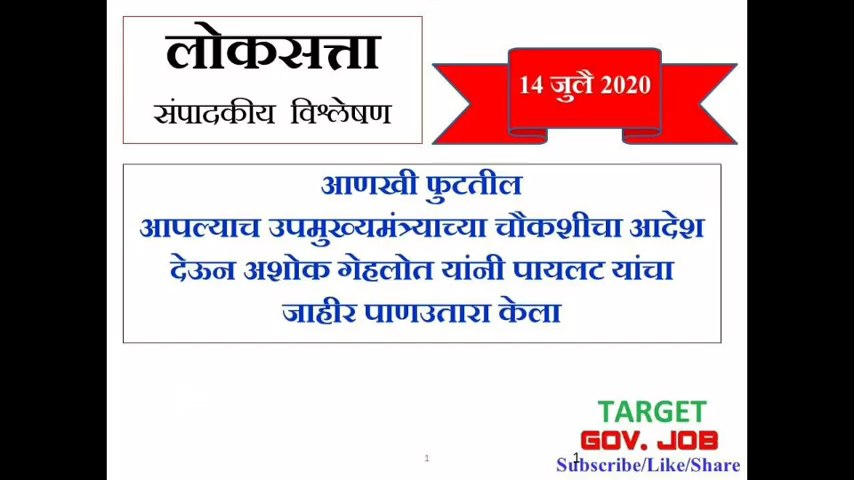 लोकसत्ता
संपादकीय विश्लेषण
14 जुलै 2020
आणखी फुटतील
आपल्याच उपमुख्यमंत्र्याच्या चौकशीचा आदेश
देऊन अशोक गेहलोत यांनी पायलट यांचा
जाहीर पाणउतारा केला
TARGET
GOV. JOB
Subscribe/Like/Share
1
1